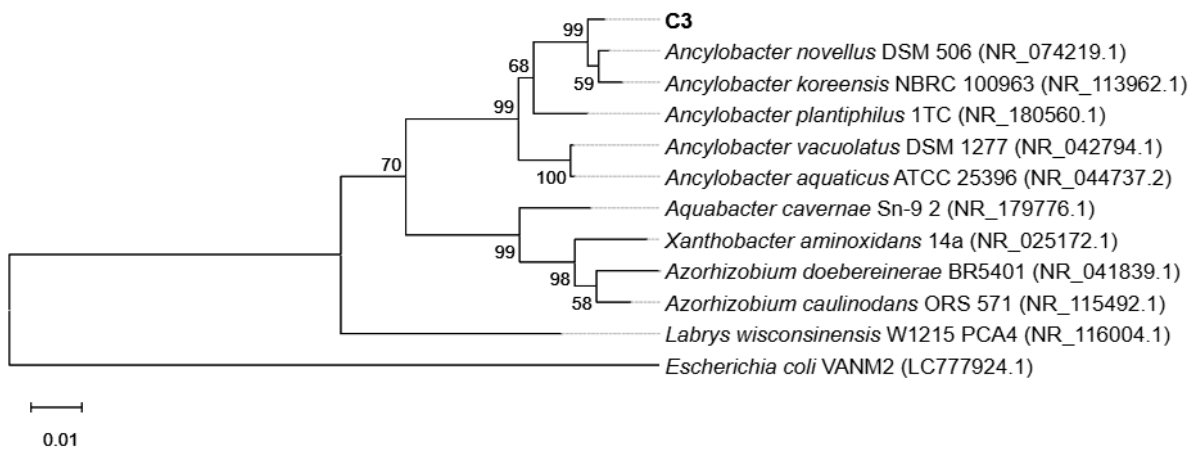 C3
99
Ancylobacter novellus DSM 506 (NR_074219.1)
68
59
Ancylobacter koreensis NBRC 100963 (NR_113962.1)
99
Ancylobacter plantiphilus 1TC (NR_180560.1)
Ancylobacter vacuolatus DSM 1277 (NR_042794.1)
70
100
Ancylobacter aquaticus ATCC 25396 (NR_044737.2)
Aquabacter cavernae Sn-9 2 (NR_179776.1)
99
Xanthobacter aminoxidans 14a (NR_025172.1)
98
Azorhizobium doebereinerae BR5401 (NR_041839.1)
58
Azorhizobium caulinodans ORS 571 (NR_115492.1)
Labrys wisconsinensis W1215 PCA4 (NR_116004.1)
Escherichia coli VANM2 (LC777924.1)
0.01